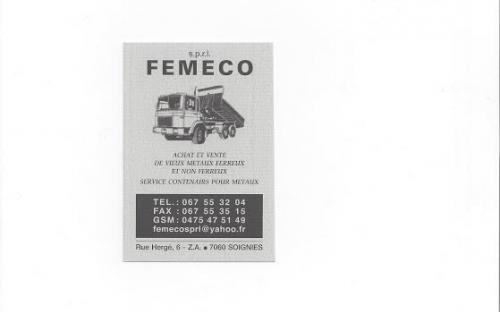 s.p.r.l.
FEMECO
ACHAT ET VENTE
DE VIEUX METAUX FERREUX
ET NON FERREUX
SERVICE CONTENAIRS POUR METAUX
TEL. : 067 55 32 04
FAX : 067 55 35 15
GSM : 0475 47 51 49
femecosprl@yahoo.fr
Rue Hergé, 6 - Z.A. ● 7060 SOIGNIES